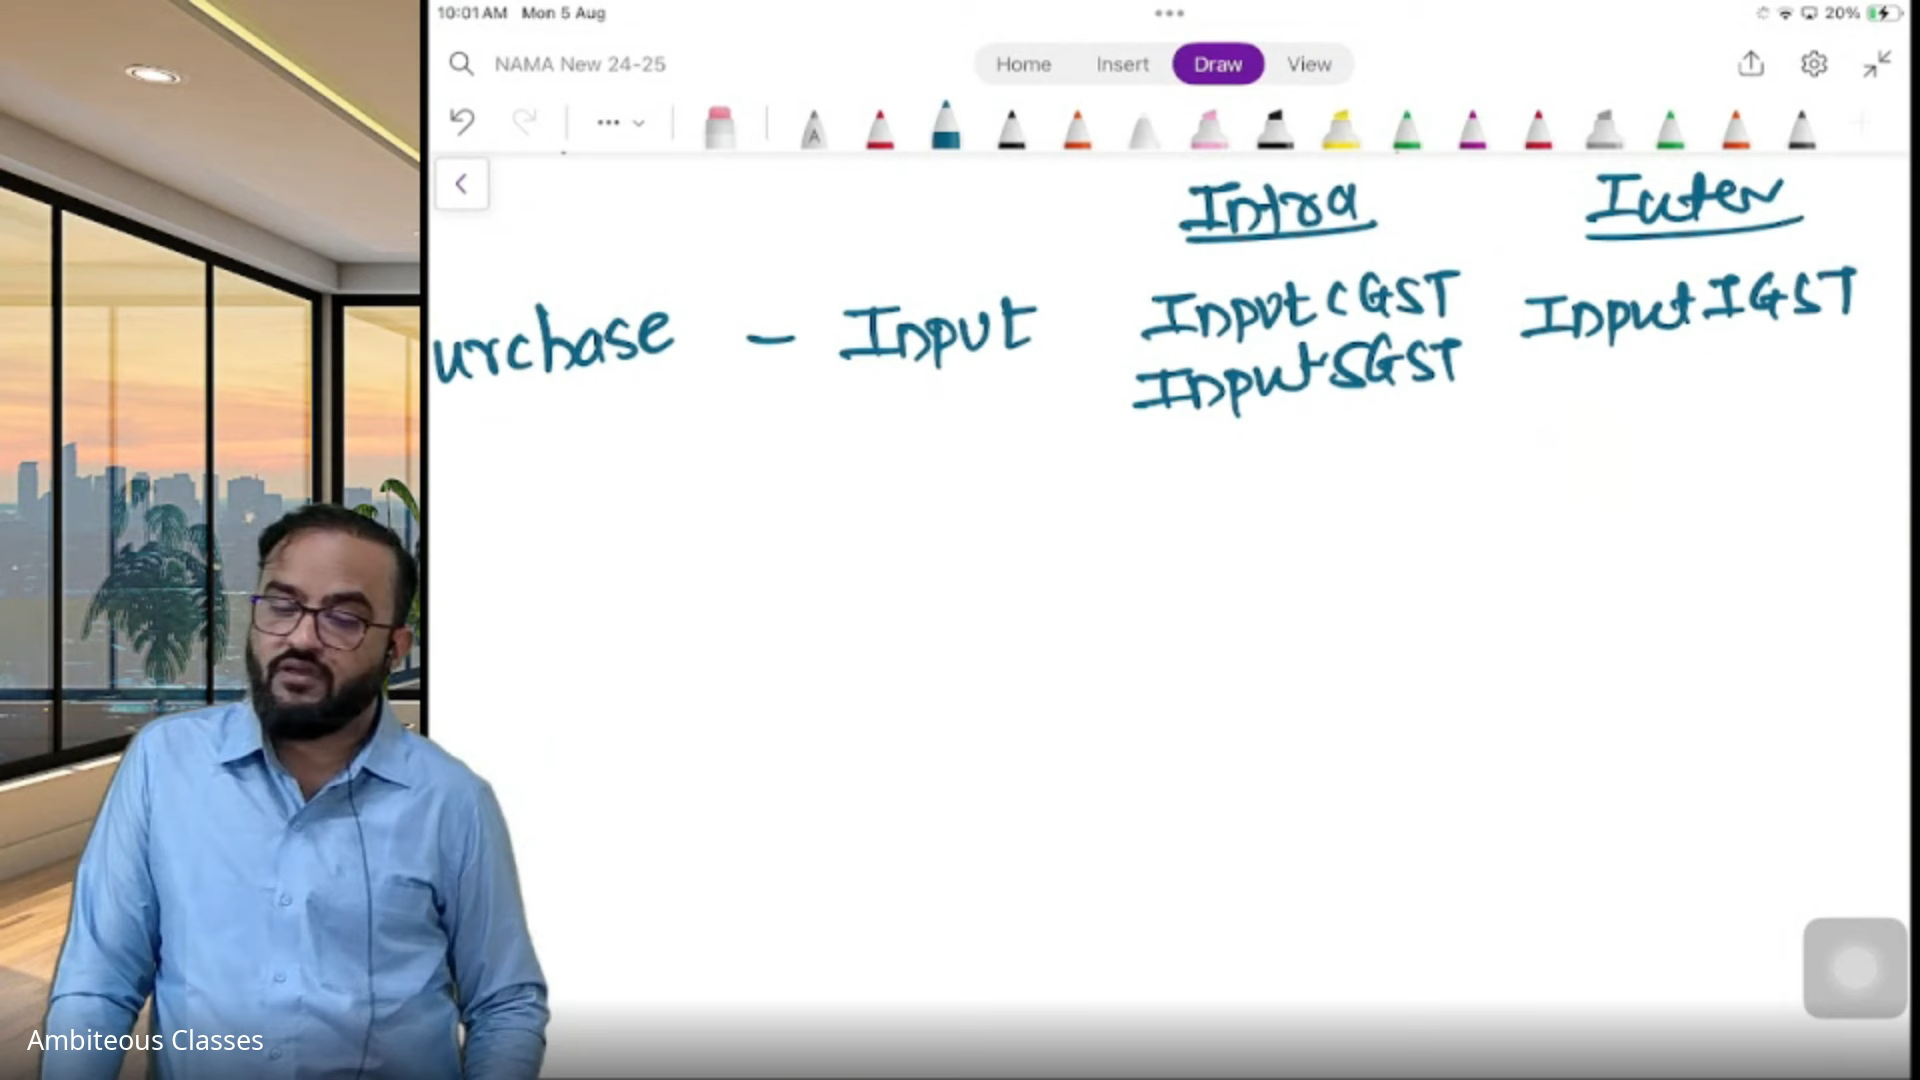 10:01 AM Mon 5 Aug
20%
NAMA New 24-25
Home Insert Draw View
A
Intra Inter
urchase - Input Input CGST Input IGST
Input SGST
Ambiteous Classes